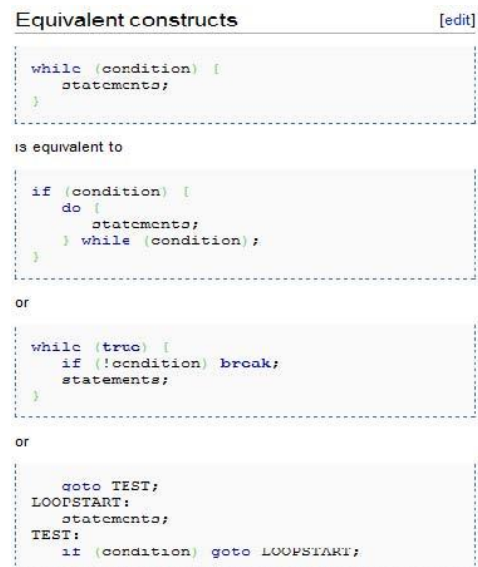 Equivalent constructs [edit]
while (condition) {
statements;
}
is equivalent to
if (condition) {
do {
statements;
} while (condition);
}
or
while (true) {
if (!condition) break;
statements;
}
or
goto TEST;
LOOPSTART:
statements;
TEST:
if (condition) goto LOOPSTART;